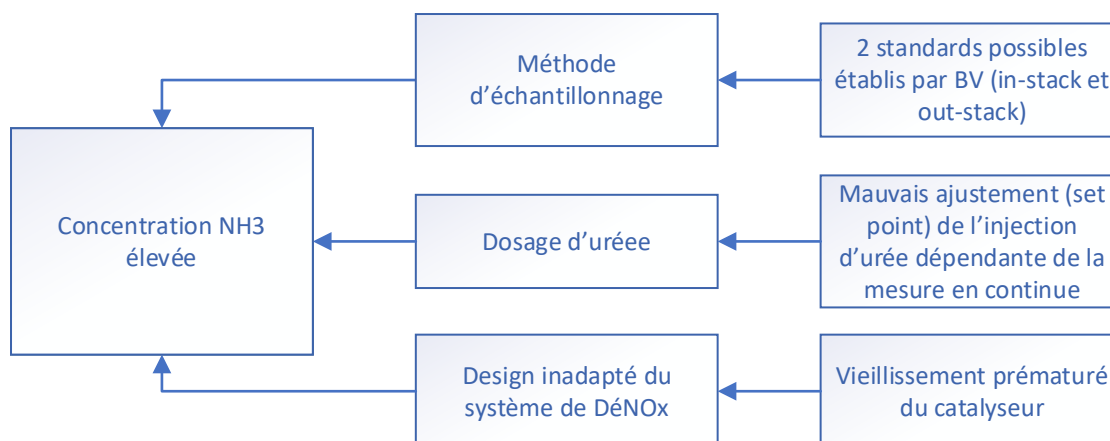 Concentration NH3
élevée
Méthode
d'échantillonnage
2 standards possibles
établis par BV (in-stack et
out-stack)
Dosage d'uréee
Mauvais ajustement (set
point) de l'injection
d'urée dépendante de la
mesure en continue
Design inadapté du
système de DéNOx
Vieillissement prématuré
du catalyseur